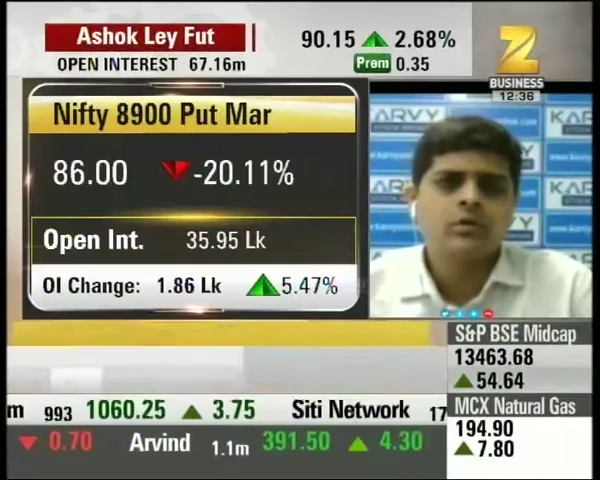 Ashok Ley Fut
OPEN INTEREST 67.16m
90.15 2.68%
Prem 0.35
Z
BUSINESS
12:36
Nifty 8900 Put Mar
86.00 -20.11%
Open Int. 35.95 Lk
OI Change: 1.86 Lk 5.47%
KARVY
S&P BSE Midcap
13463.68
54.64
MCX Natural Gas
194.90
7.80
m 993 1060.25 3.75 Siti Network 17
0.70 Arvind 1.1m 391.50 4.30